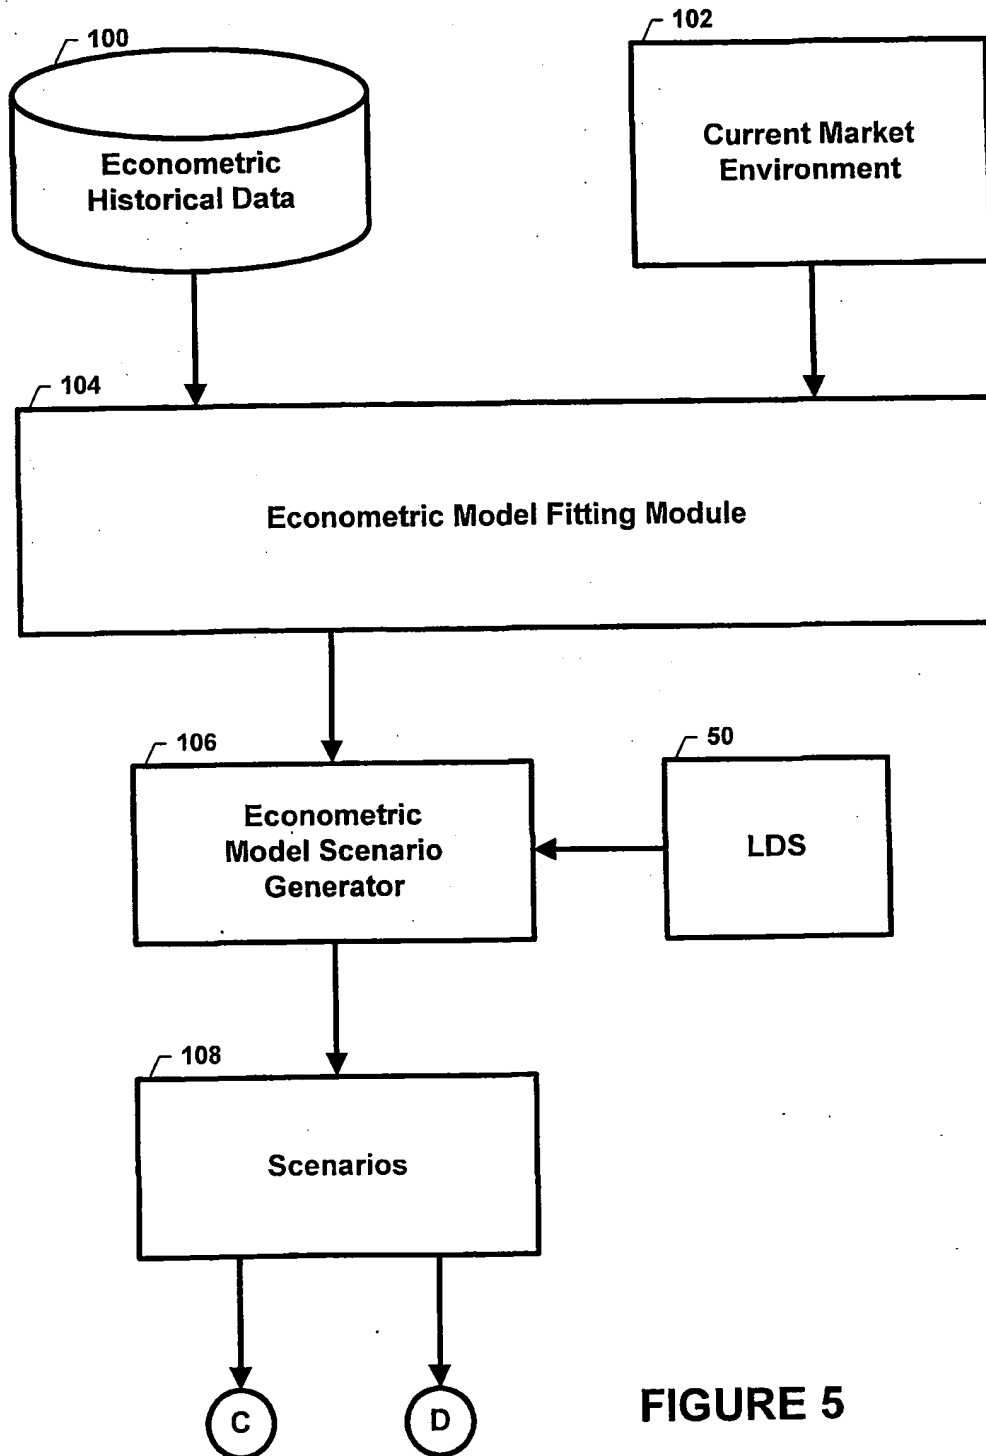 100
102
Econometric
Historical Data
Current Market
Environment
104
Econometric Model Fitting Module
106
50
Econometric
Model Scenario
Generator
LDS
108
Scenarios
C
D
FIGURE 5